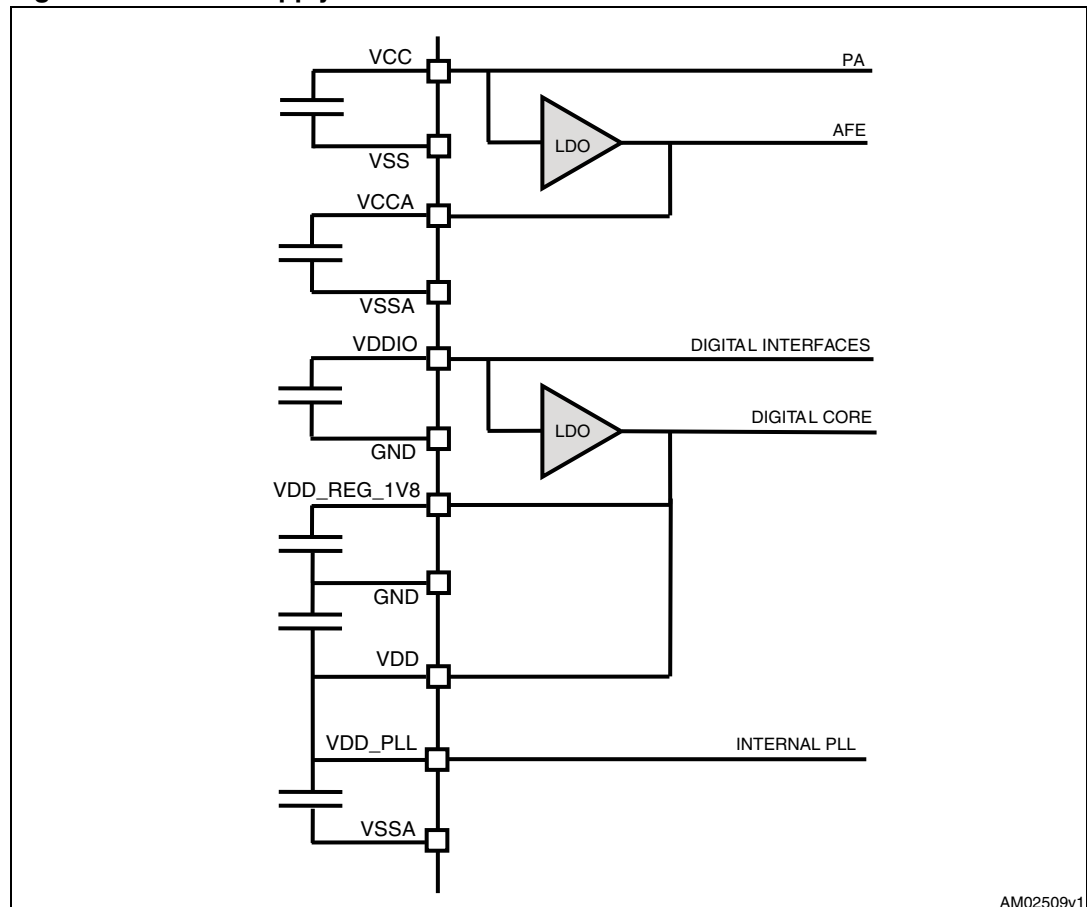 VCC
PA
LDO
AFE
VSS
VCCA
VSSA
VDDIO
DIGITAL INTERFACES
LDO
DIGITAL CORE
GND
VDD_REG_1V8
GND
VDD
VDD_PLL
INTERNAL PLL
VSSA
AM02509v1